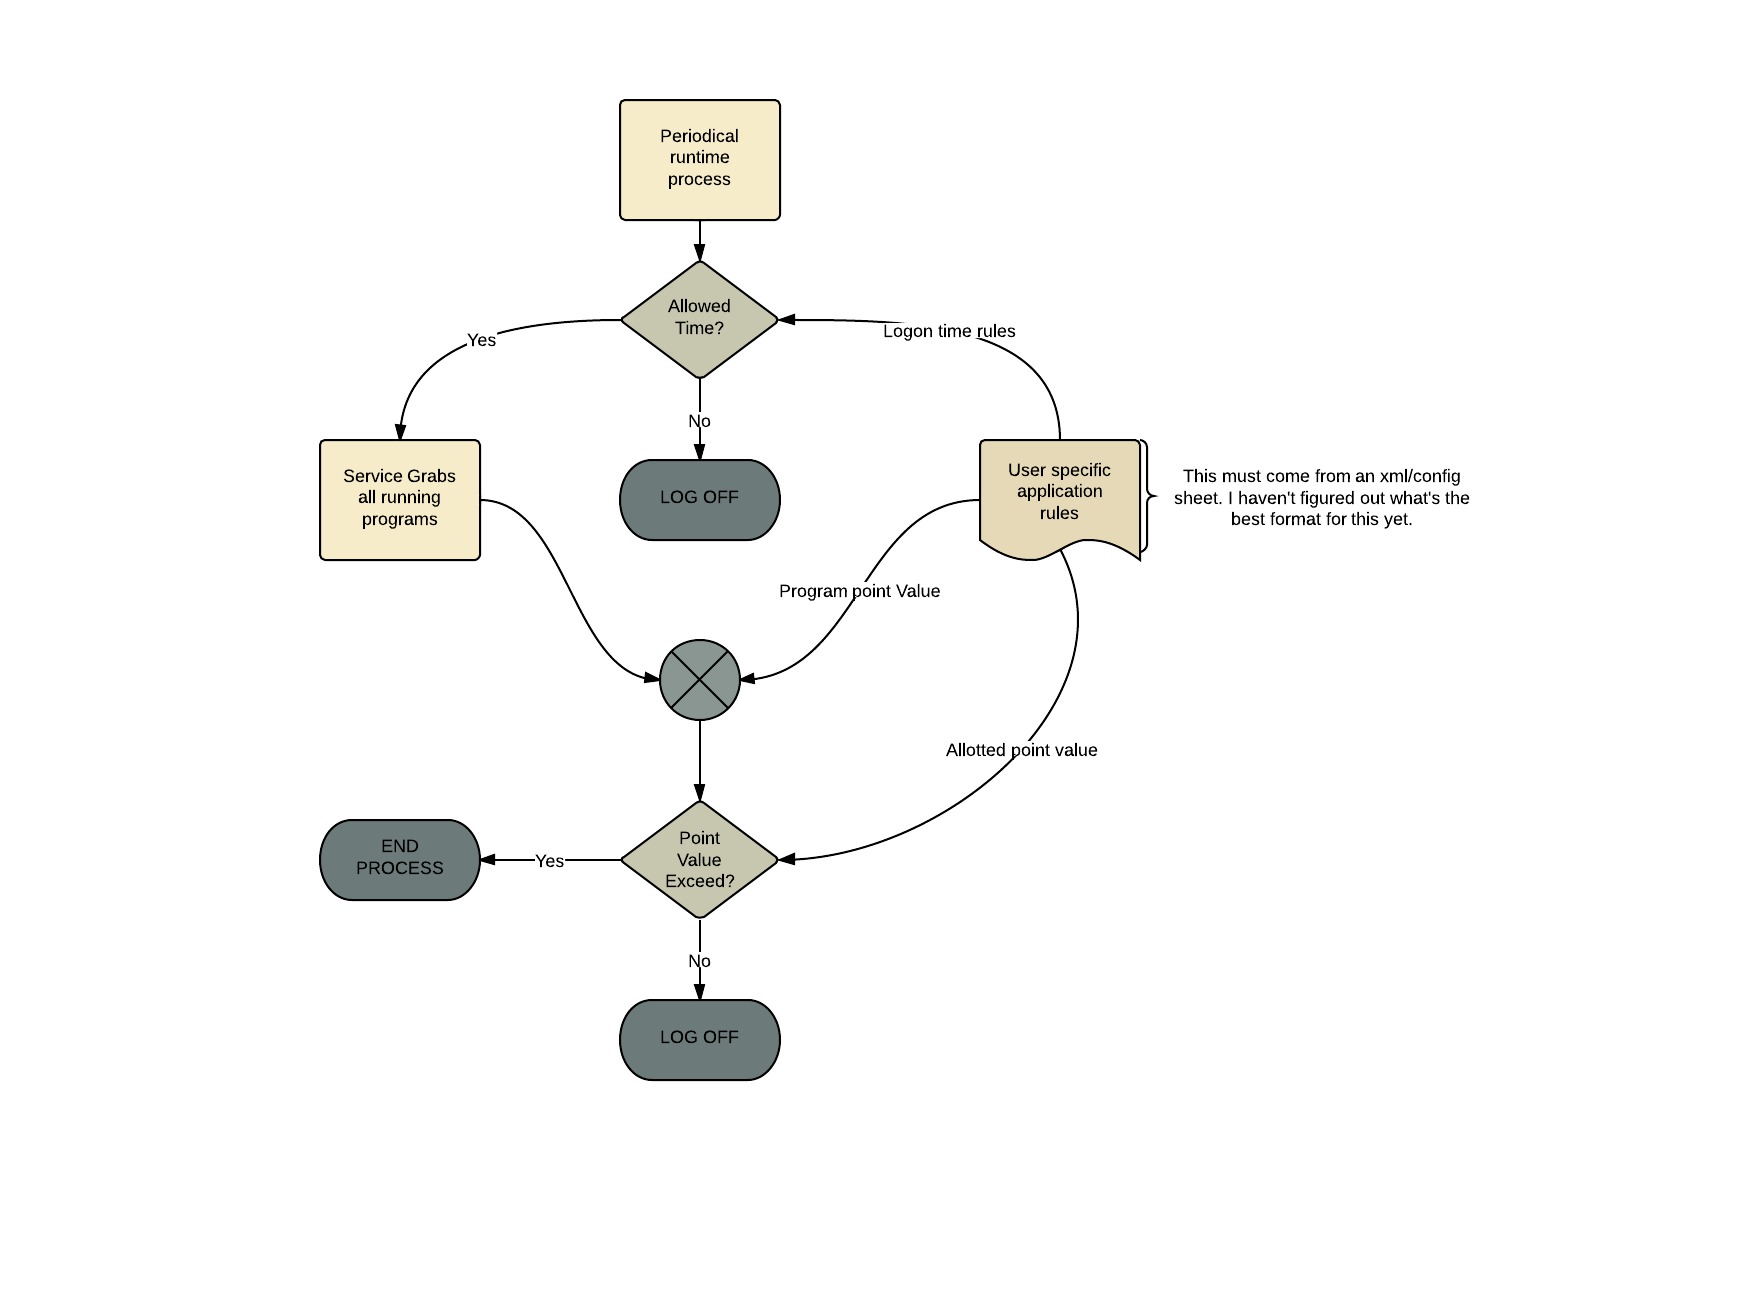 Periodical
runtime
process
Allowed
Time?
Yes
Logon time rules
No
Service Grabs
all running
programs
LOG OFF
User specific
application
rules
This must come from an xml/config
sheet. I haven't figured out what's the
best format for this yet.
Program point Value
Allotted point value
Point
Value
Exceed?
Yes
END
PROCESS
No
LOG OFF